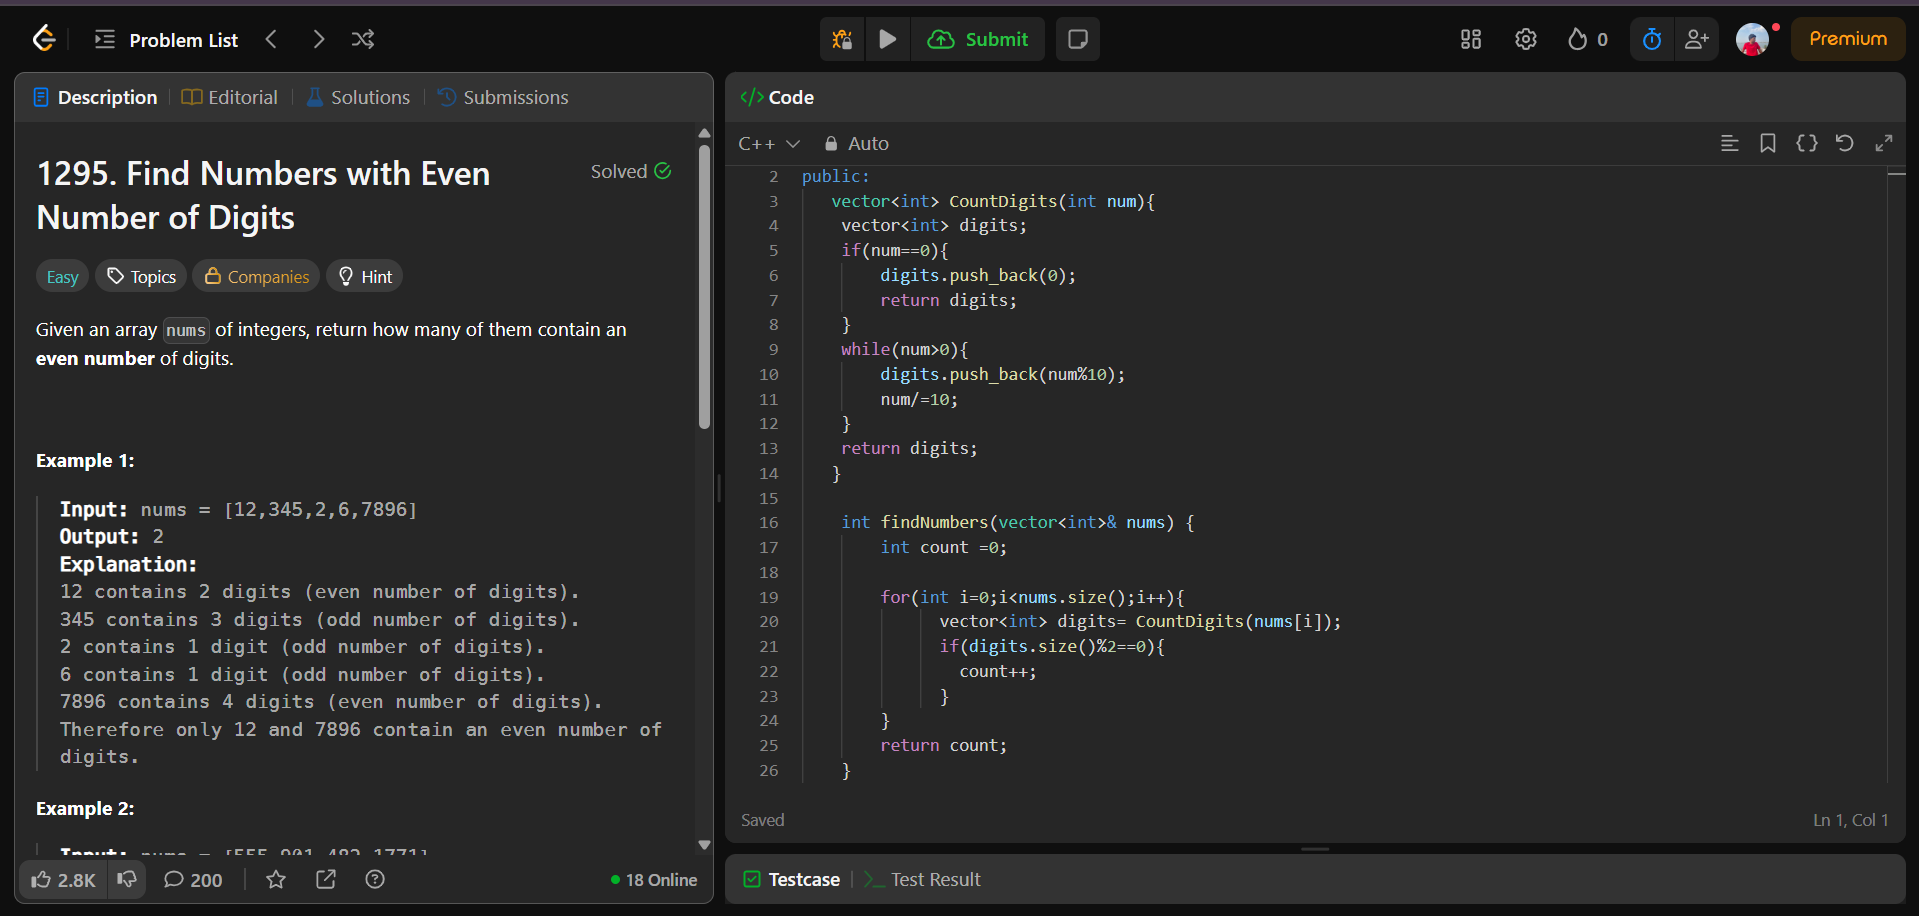 Problem List
Submit
0
Premium
Description
Editorial
Solutions
Submissions
1295. Find Numbers with Even
Number of Digits
Solved
Easy
Topics
Companies
Hint
Given an array nums of integers, return how many of them contain an
even number of digits.
Example 1:
Input: nums = [12,345,2,6,7896]
Output: 2
Explanation:
12 contains 2 digits (even number of digits).
345 contains 3 digits (odd number of digits).
2 contains 1 digit (odd number of digits).
6 contains 1 digit (odd number of digits).
7896 contains 4 digits (even number of digits).
Therefore only 12 and 7896 contain an even number of
digits.
Example 2:
Input: nums = [555,901,482,1771]
2.8K
200
18 Online
</> Code
C++
Auto
2 public:
3 vector<int> CountDigits(int num){
4 vector<int> digits;
5 if(num==0){
6 digits.push_back(0);
7 return digits;
8 }
9 while(num>0){
10 digits.push_back(num%10);
11 num/=10;
12 }
13 return digits;
14 }
15
16 int findNumbers(vector<int>& nums) {
17 int count =0;
18
19 for(int i=0;i<nums.size();i++){
20 vector<int> digits= CountDigits(nums[i]);
21 if(digits.size()%2==0){
22 count++;
23 }
24 }
25 return count;
26 }
Saved
Ln 1, Col 1
Testcase
Test Result